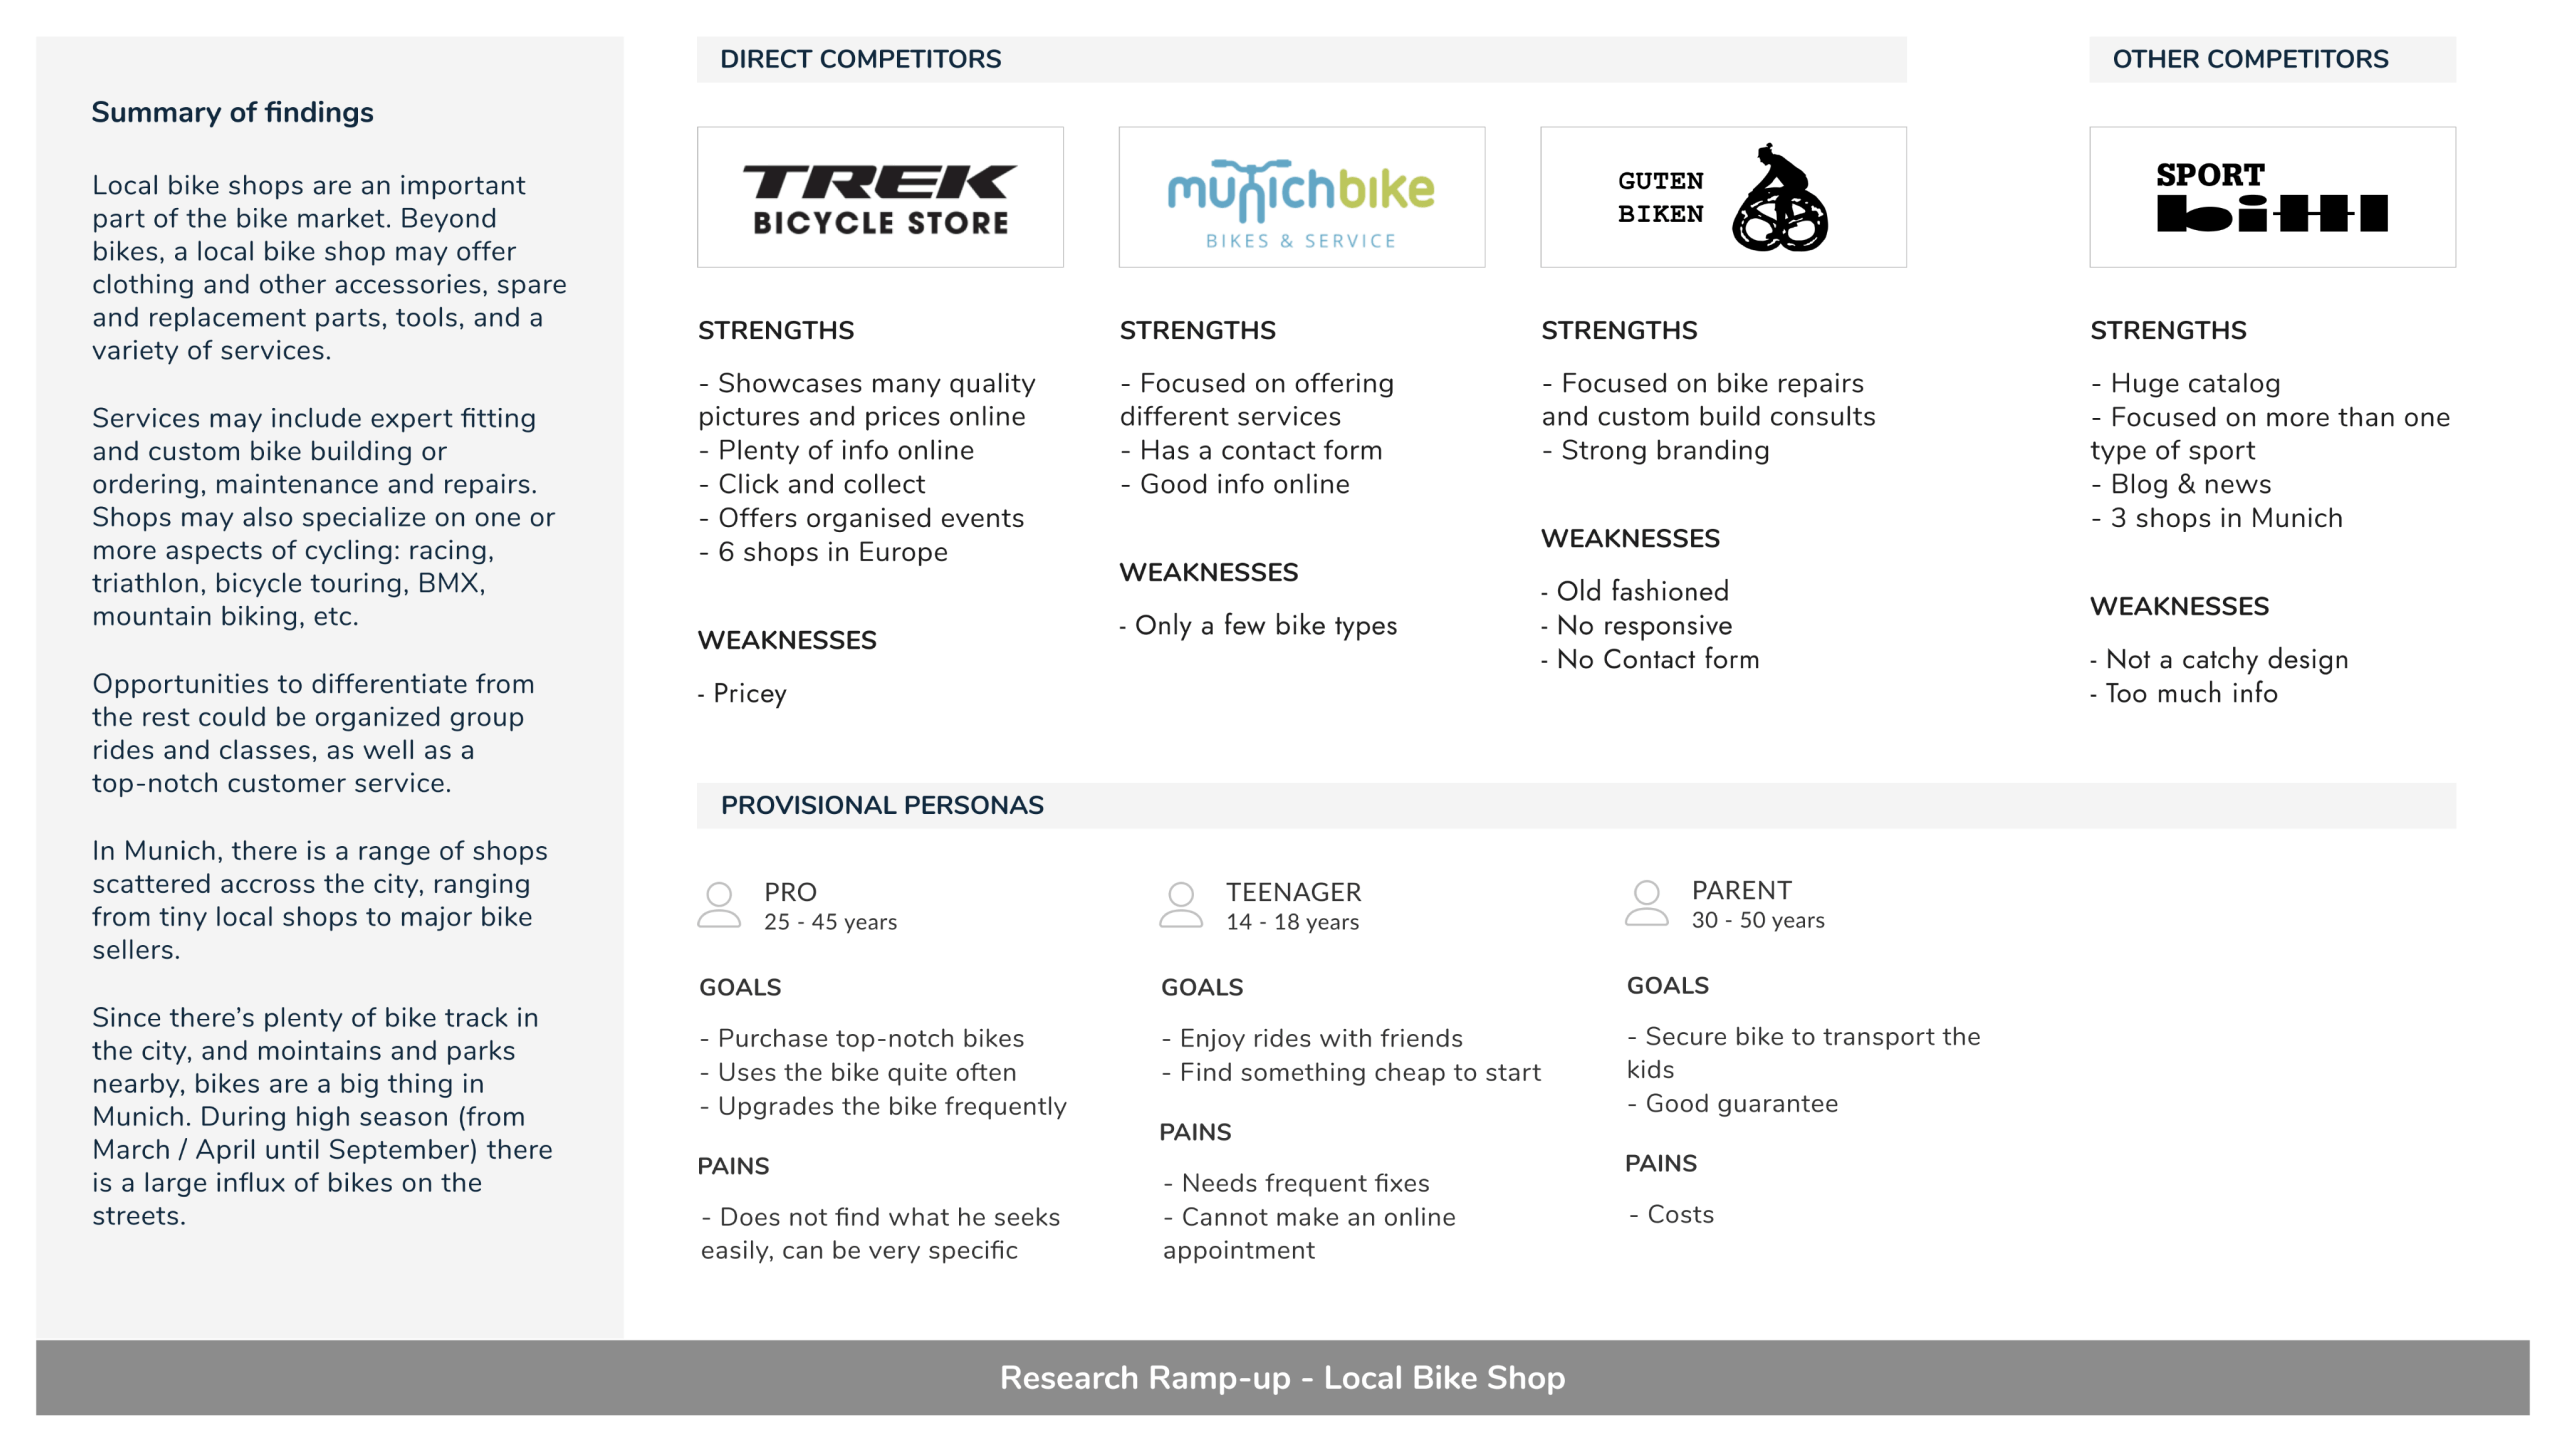 Summary of findings
Local bike shops are an important
part of the bike market. Beyond
bikes, a local bike shop may offer
clothing and other accessories, spare
and replacement parts, tools, and a
variety of services.
Services may include expert fitting
and custom bike building or
ordering, maintenance and repairs.
Shops may also specialize on one or
more aspects of cycling: racing,
triathlon, bicycle touring, BMX,
mountain biking, etc.
Opportunities to differentiate from
the rest could be organized group
rides and classes, as well as a
top-notch customer service.
In Munich, there is a range of shops
scattered accross the city, ranging
from tiny local shops to major bike
sellers.
Since there’s plenty of bike track in
the city, and mointains and parks
nearby, bikes are a big thing in
Munich. During high season (from
March / April until September) there
is a large influx of bikes on the
streets.
DIRECT COMPETITORS
TREK
BICYCLE STORE
STRENGTHS
- Showcases many quality
pictures and prices online
- Plenty of info online
- Click and collect
- Offers organised events
- 6 shops in Europe
WEAKNESSES
- Pricey
munichbike
BIKES & SERVICE
STRENGTHS
- Focused on offering
different services
- Has a contact form
- Good info online
WEAKNESSES
- Only a few bike types
GUTEN
BIKEN
STRENGTHS
- Focused on bike repairs
and custom build consults
- Strong branding
WEAKNESSES
- Old fashioned
- No responsive
- No Contact form
OTHER COMPETITORS
SPORT
bittl
STRENGTHS
- Huge catalog
- Focused on more than one
type of sport
- Blog & news
- 3 shops in Munich
WEAKNESSES
- Not a catchy design
- Too much info
PROVISIONAL PERSONAS
PRO
25 - 45 years
GOALS
- Purchase top-notch bikes
- Uses the bike quite often
- Upgrades the bike frequently
PAINS
- Does not find what he seeks
easily, can be very specific
TEENAGER
14 - 18 years
GOALS
- Enjoy rides with friends
- Find something cheap to start
PAINS
- Needs frequent fixes
- Cannot make an online
appointment
PARENT
30 - 50 years
GOALS
- Secure bike to transport the
kids
- Good guarantee
PAINS
- Costs
Research Ramp-up - Local Bike Shop